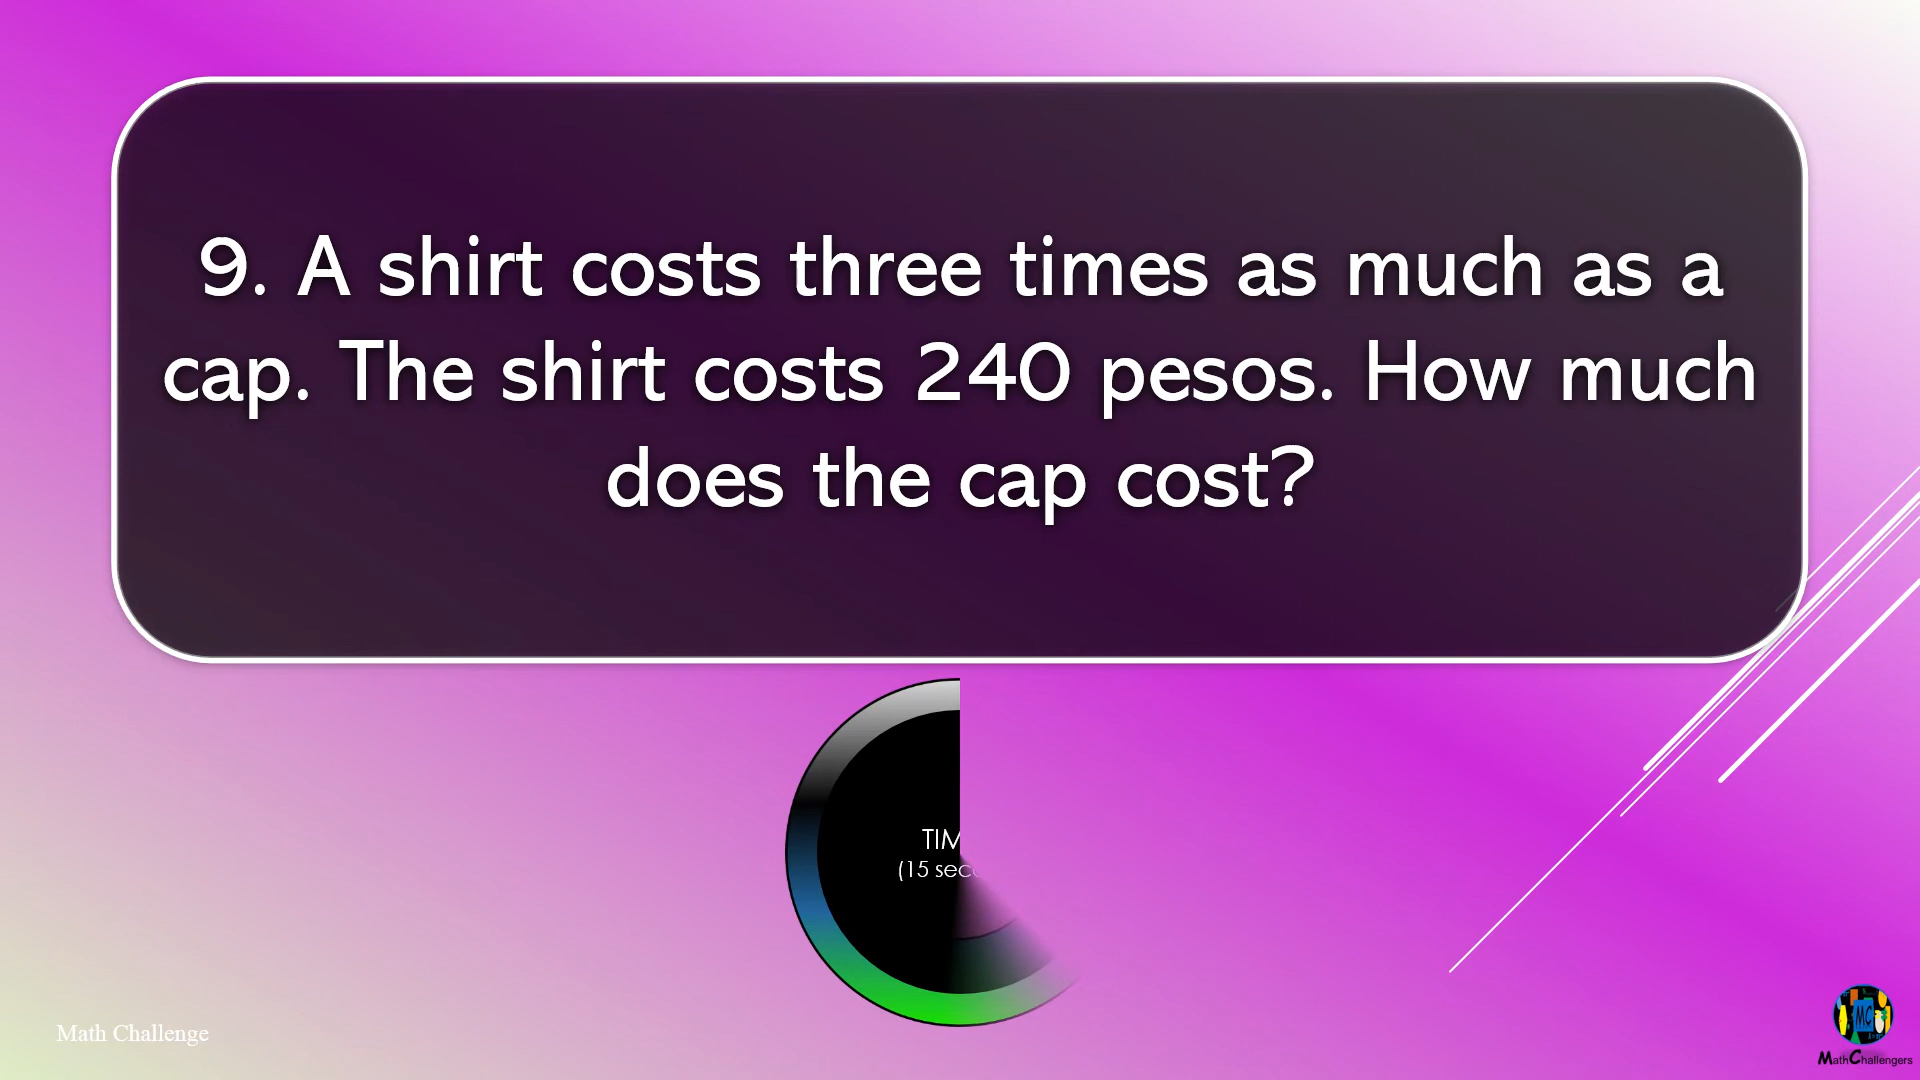 9. A shirt costs three times as much as a
cap. The shirt costs 240 pesos. How much
does the cap cost?
TIM
(15 sec
Math Challenge
MC
MathChallengers